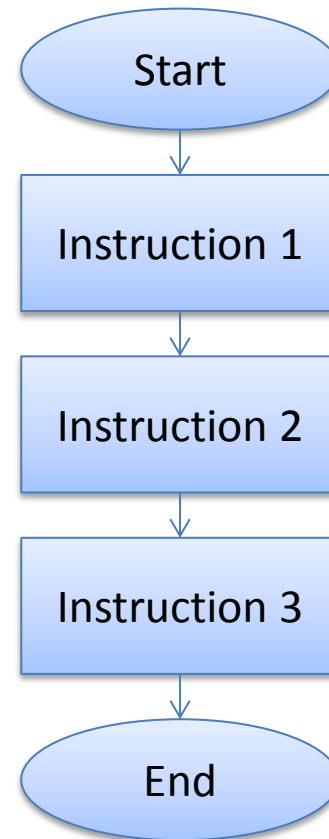 Start
Instruction 1
Instruction 2
Instruction 3
End